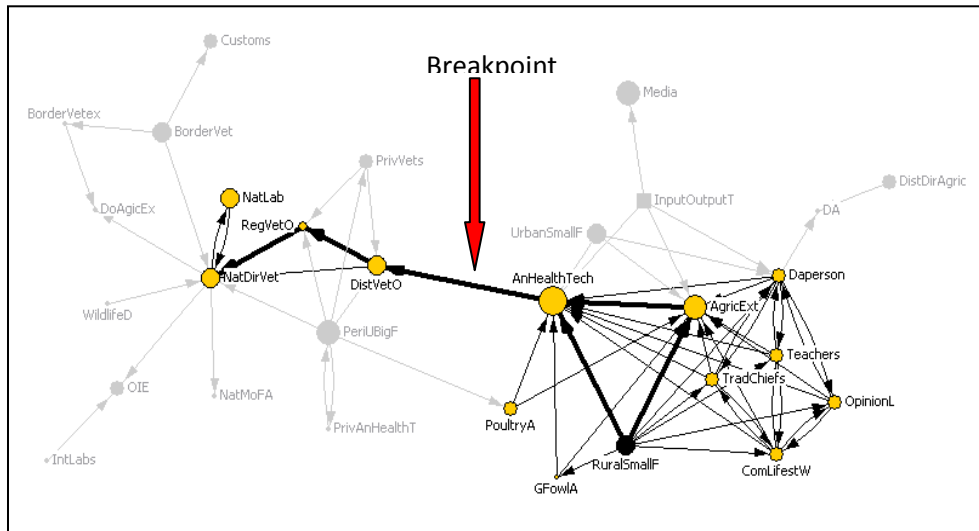 Customs
Breakpoint
Media
BorderVetex
BorderVet
PrivVets
DistDirAgric
NatLab
InputOutputT
DoAgicEx
RegVetO
UrbanSmallF
DA
NatDirVet
DistVetO
AnHealthTech
Daperson
AgricExt
WildlifeD
PeriUBigF
Teachers
TradChiefs
OIE
NatMoFA
OpinionL
PoultryA
PrivAnHealthT
IntLabs
RuralSmallF
ComLifestW
GFowlA